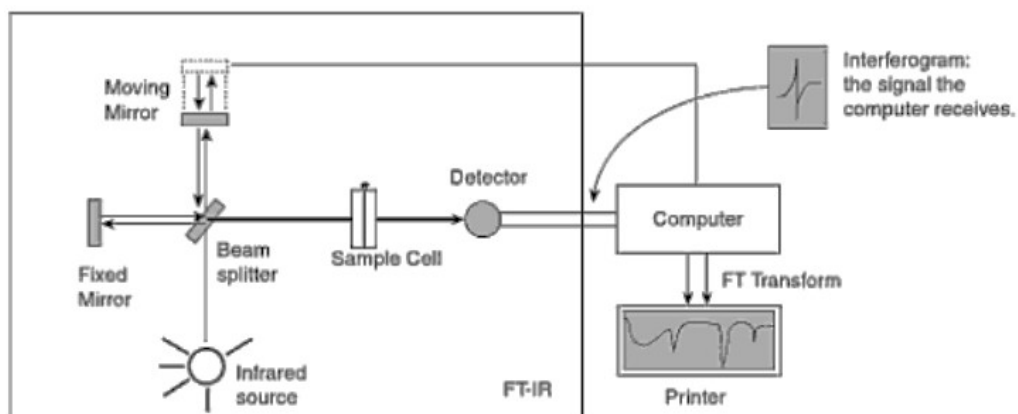 Moving
Mirror
Interferogram:
the signal the
computer receives.
Detector
Computer
Beam
splitter
Sample Cell
Fixed
Mirror
FT Transform
Infrared
source
FT-IR
Printer